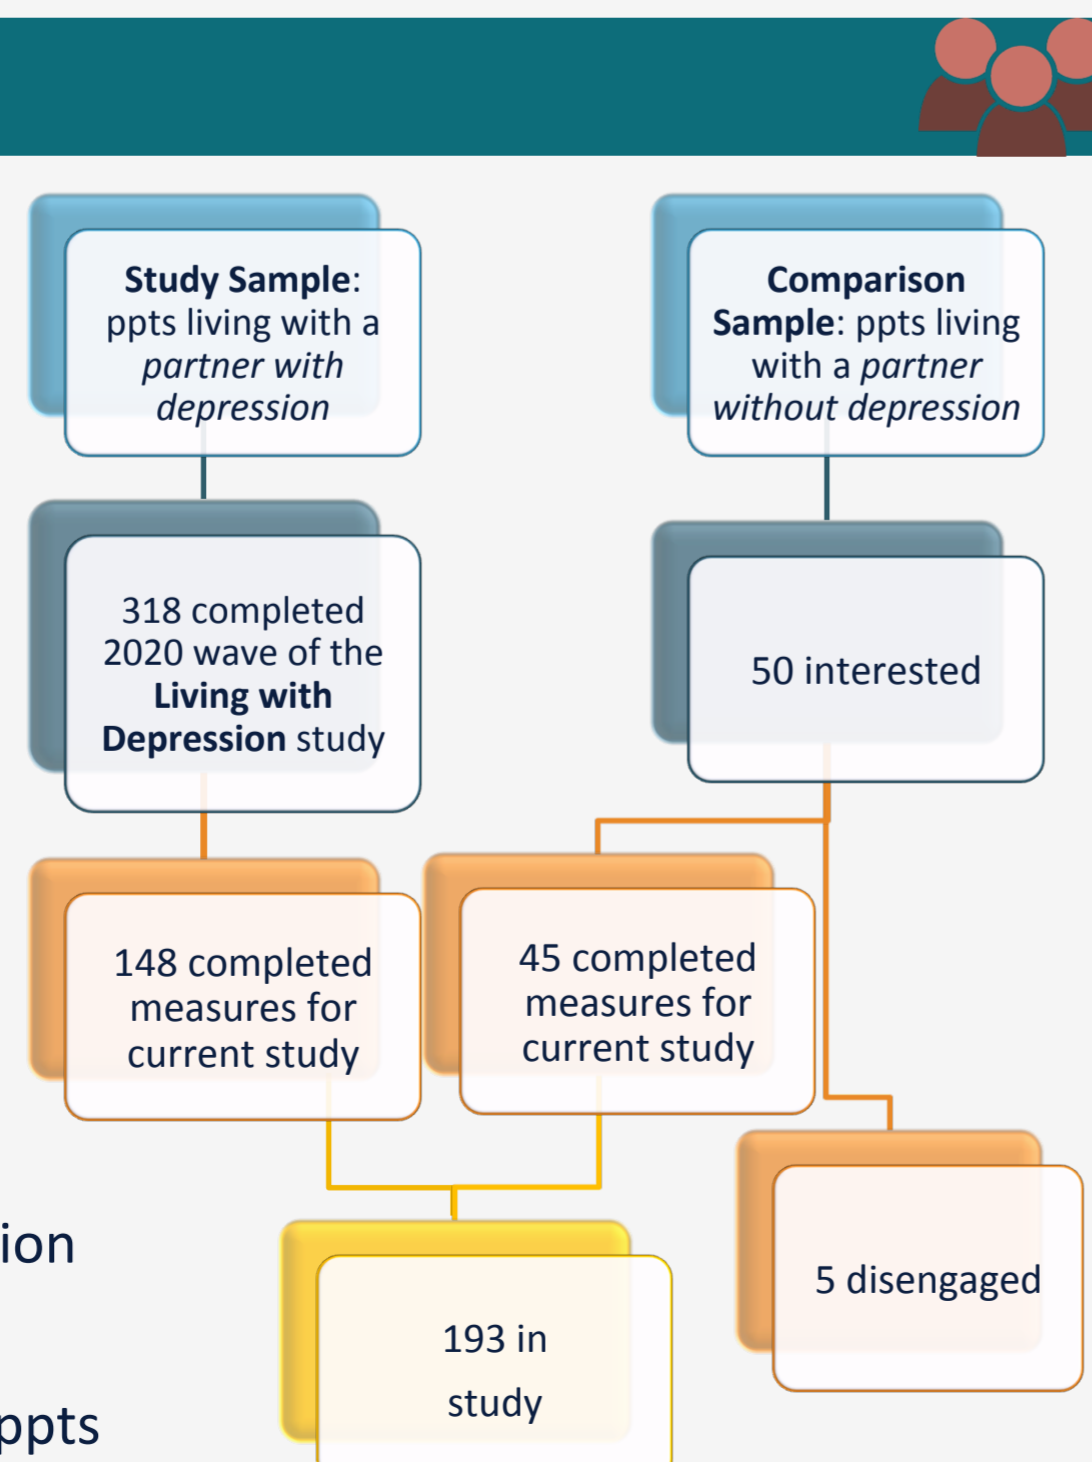 Study Sample:
ppts living with a
partner with
depression
Comparison
Sample: ppts living
with a partner
without depression
318 completed
2020 wave of the
Living with
Depression study
50 interested
148 completed
measures for
current study
45 completed
measures for
current study
5 disengaged
193 in
study
ion
ppts